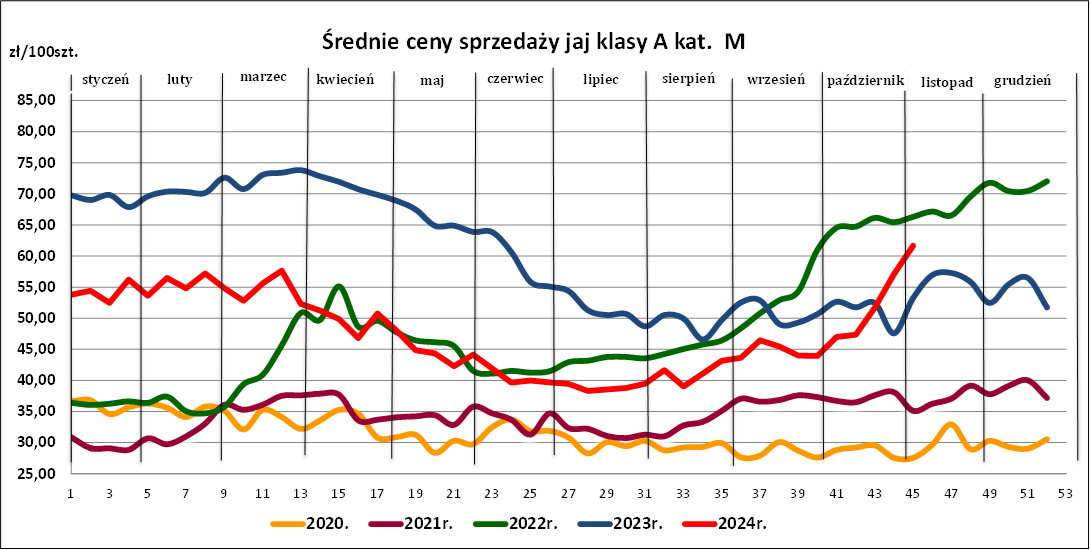 Średnie ceny sprzedaży jaj klasy A kat. M
zł/100szt.
styczeń luty marzec kwiecień maj czerwiec lipiec sierpień wrzesień październik listopad grudzień
85,00
80,00
75,00
70,00
65,00
60,00
55,00
50,00
45,00
40,00
35,00
30,00
25,00
1 3 5 7 9 11 13 15 17 19 21 23 25 27 29 31 33 35 37 39 41 43 45 47 49 51 53
2020. 2021r. 2022r. 2023r. 2024r.